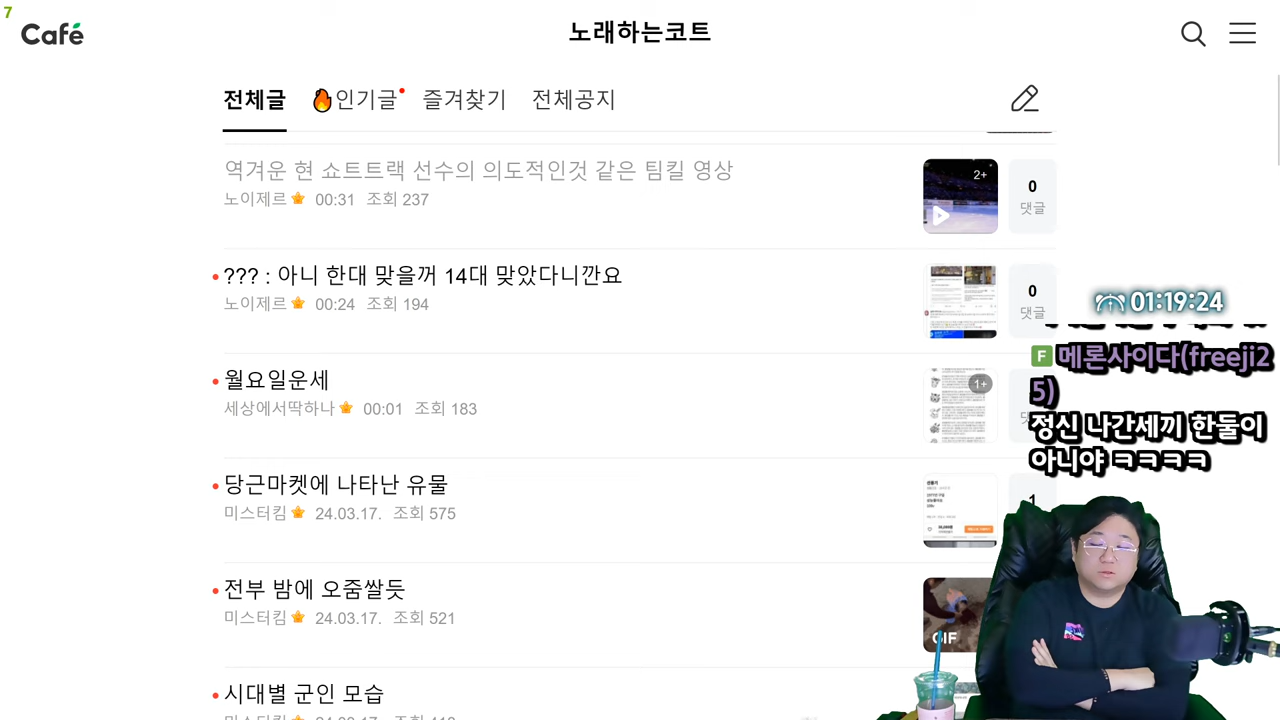 7
Café
노래하는코트
전체글 🔥인기글 즐겨찾기 전체공지
역겨운 현 쇼트트랙 선수의 의도적인것 같은 팀킬 영상
노이제르 00:31 조회 237
2+
0
댓글
??? : 아니 한대 맞을꺼 14대 맞았다니깐요
노이제르 00:24 조회 194
0
댓글
01:19:24
월요일운세
세상에서딱하나 00:01 조회 183
1+
F 메론사이다(freeji2
5)
정신 나간세끼 한둘이
아니야 ㅋㅋㅋㅋ
당근마켓에 나타난 유물
미스터킴 24.03.17. 조회 575
1
전부 밤에 오줌쌀듯
미스터킴 24.03.17. 조회 521
GIF
시대별 군인 모습